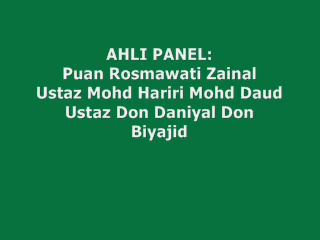 AHLI PANEL:
Puan Rosmawati Zainal
Ustaz Mohd Hariri Mohd Daud
Ustaz Don Daniyal Don
Biyajid